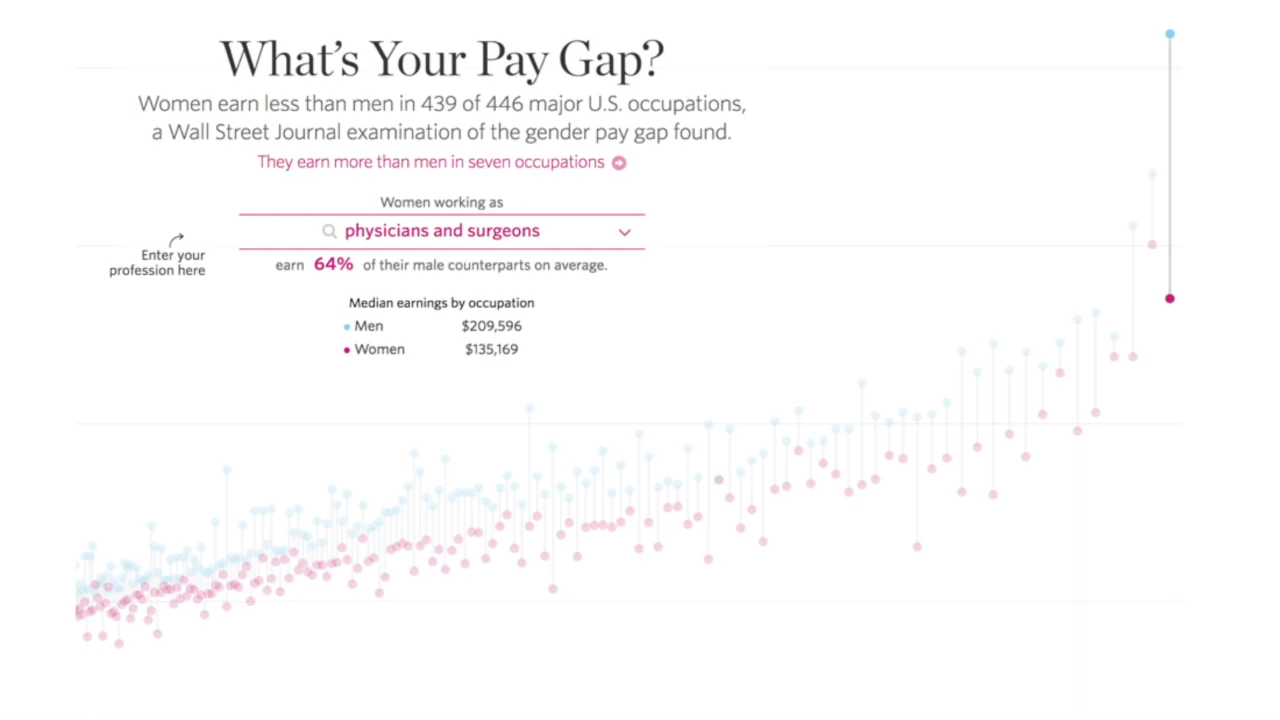 What's Your Pay Gap?
Women earn less than men in 439 of 446 major U.S. occupations,
a Wall Street Journal examination of the gender pay gap found.
They earn more than men in seven occupations
Women working as
physicians and surgeons
Enter your
profession here
earn 64% of their male counterparts on average.
Median earnings by occupation
Men $209,596
Women $135,169